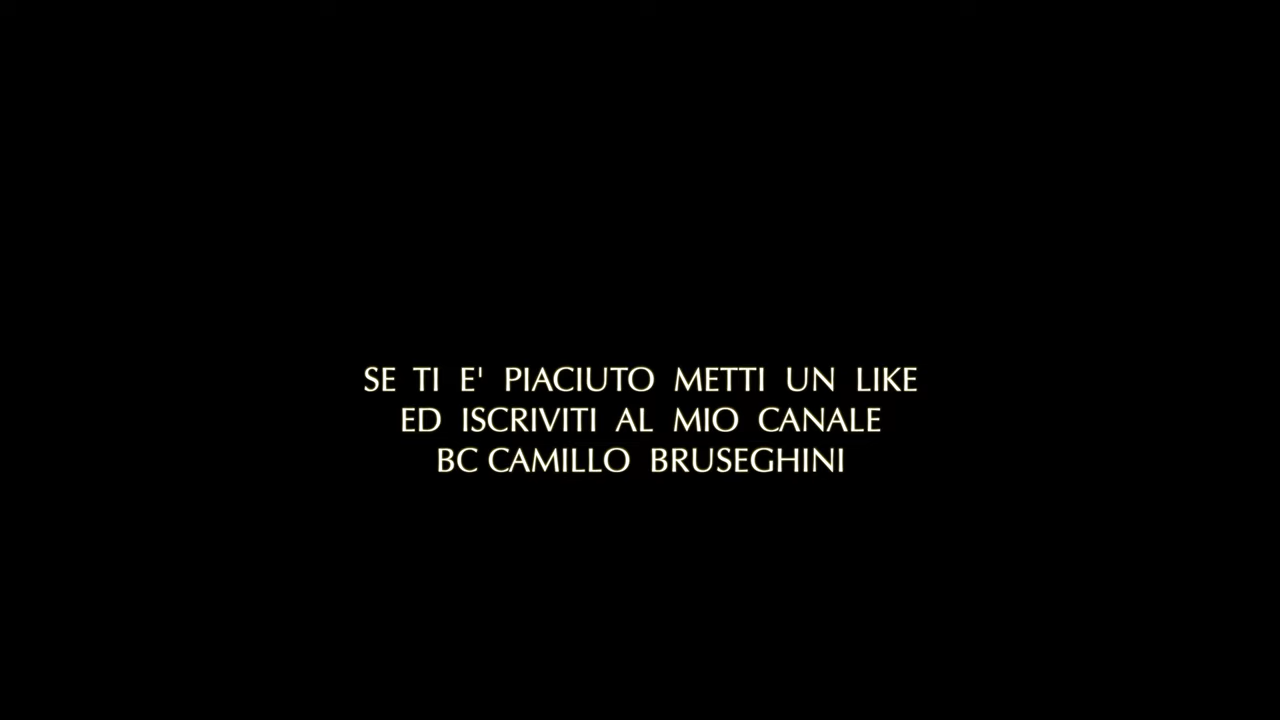 SE TI E' PIACIUTO METTI UN LIKE
ED ISCRIVITI AL MIO CANALE
BC CAMILLO BRUSEGHINI